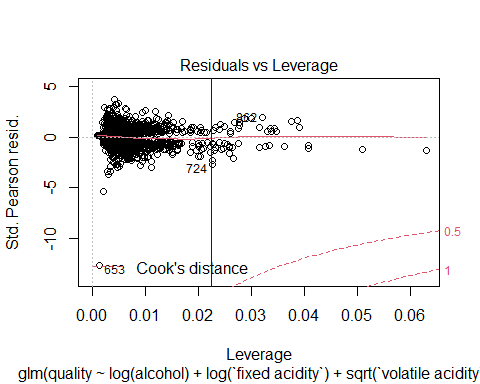 Residuals vs Leverage
Std. Pearson resid.
5
0
-5
-10
724
653
Cook's distance
0.5
1
0.00 0.01 0.02 0.03 0.04 0.05 0.06
Leverage
glm(quality ~ log(alcohol) + log(`fixed acidity`) + sqrt(`volatile acidity